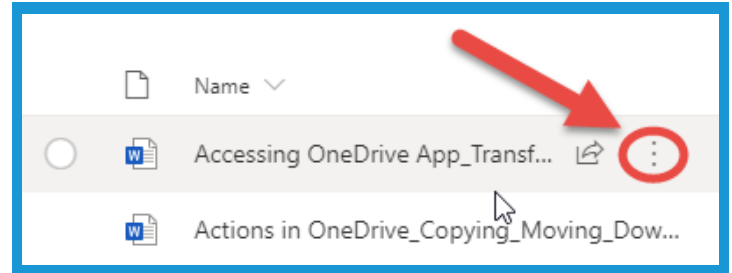 Name
W Accessing OneDrive App_Transf...
W Actions in OneDrive_Copying_Moving_Dow...